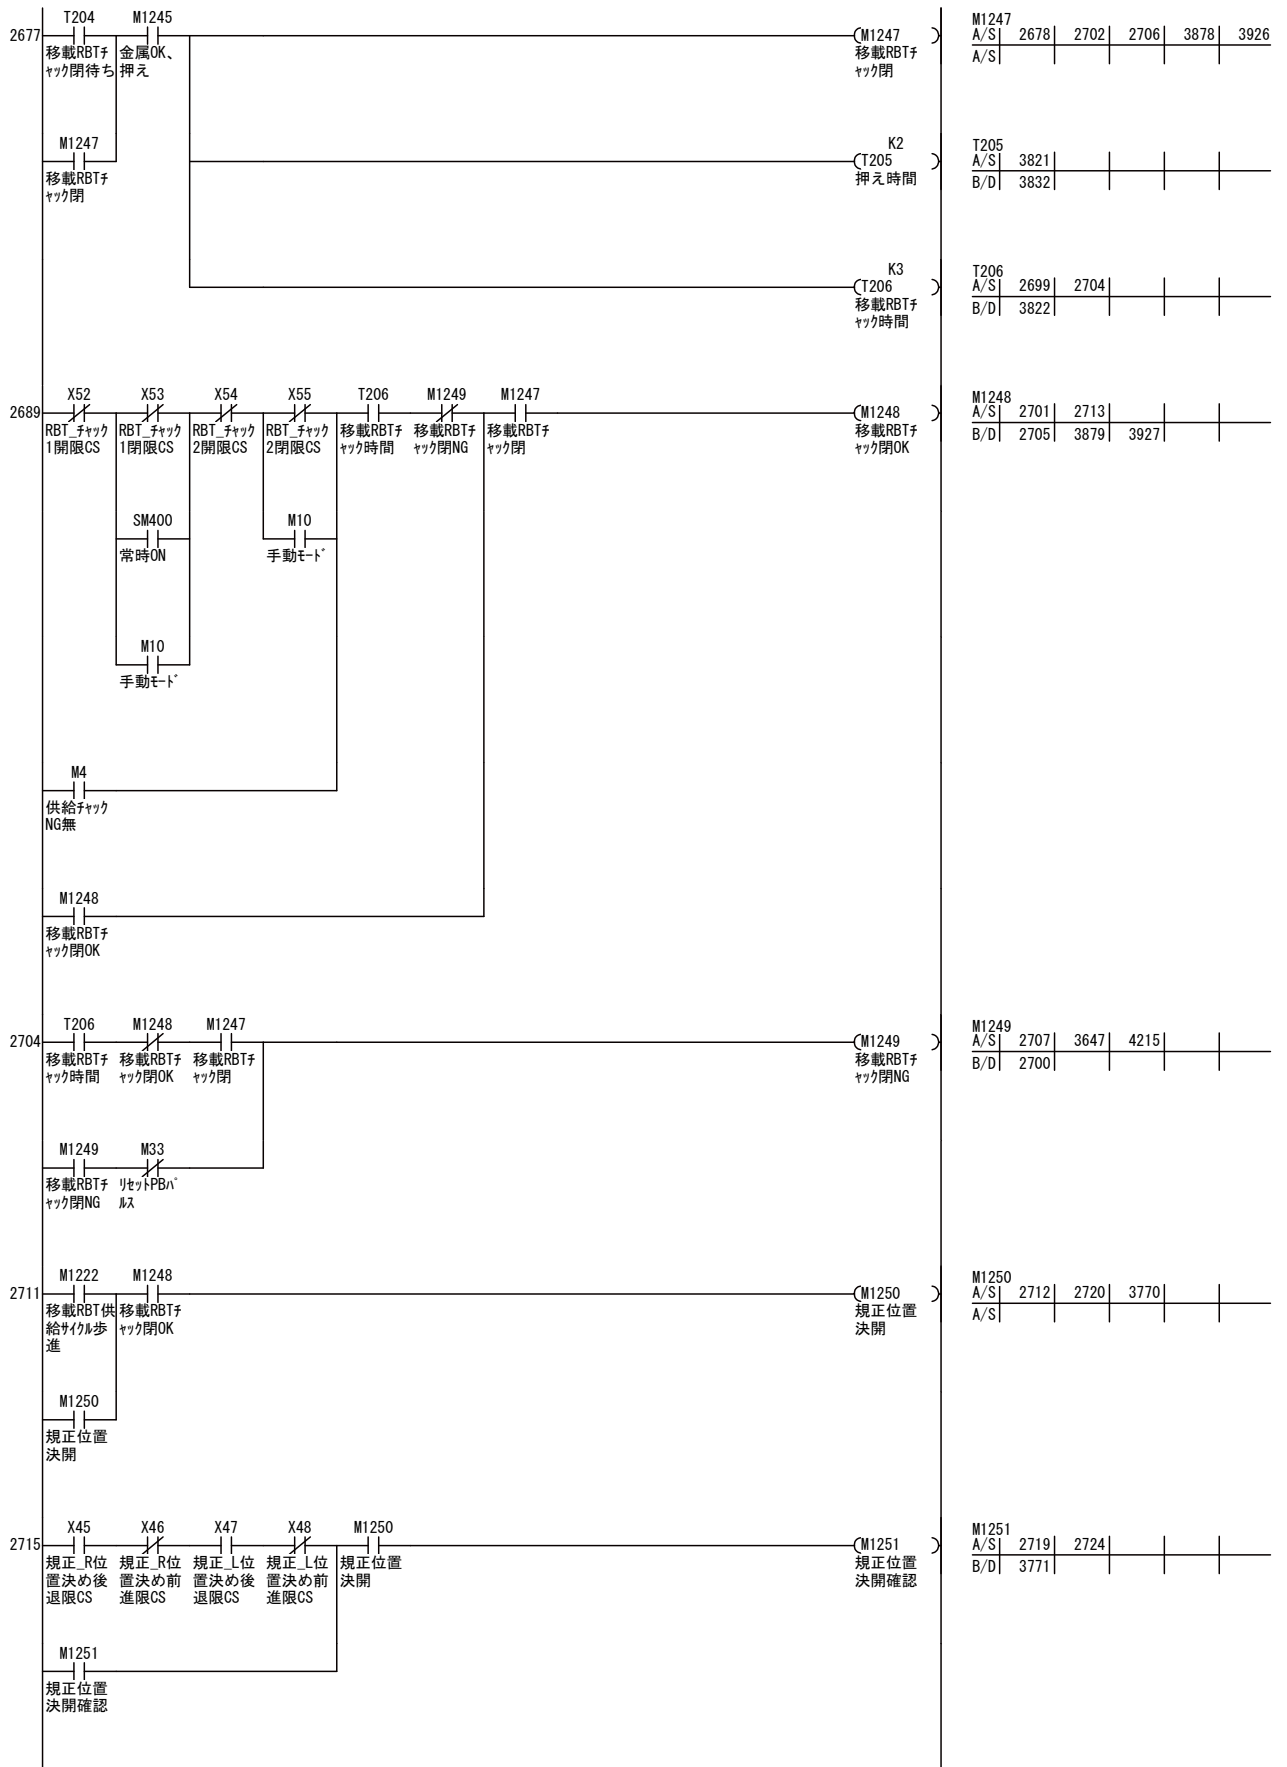 T204 M1245 M1247
2677 (M1247 ) A/S 2678 2702 2706 3878 3926
移載RBTﾁ 金属OK、 移載RBTﾁ A/S
ｬｯｸ閉待ち 押え ｬｯｸ閉
M1247 K2 T205
(T205 ) A/S 3821
移載RBTﾁ 押え時間 B/D 3832
ｬｯｸ閉
K3 T206
(T206 ) A/S 2699 2704
移載RBTﾁ B/D 3822
ｬｯｸ時間
X52 X53 X54 X55 T206 M1249 M1247 M1248
2689 (M1248 ) A/S 2701 2713
RBT_ﾁｬｯｸ RBT_ﾁｬｯｸ RBT_ﾁｬｯｸ RBT_ﾁｬｯｸ 移載RBTﾁ 移載RBTﾁ 移載RBTﾁ 移載RBTﾁ B/D 2705 3879 3927
1開限CS 1閉限CS 2開限CS 2閉限CS ｬｯｸ時間 ｬｯｸ閉NG ｬｯｸ閉 ｬｯｸ閉OK
SM400 M10
常時ON 手動ﾓｰﾄﾞ
M10
手動ﾓｰﾄﾞ
M4
供給ﾁｬｯｸ
NG無
M1248
移載RBTﾁ
ｬｯｸ閉OK
T206 M1248 M1247 M1249
2704 (M1249 ) A/S 2707 3647 4215
移載RBTﾁ 移載RBTﾁ 移載RBTﾁ 移載RBTﾁ B/D 2700
ｬｯｸ時間 ｬｯｸ閉OK ｬｯｸ閉 ｬｯｸ閉NG
M1249 M33
移載RBTﾁ ﾘｾｯﾄPBﾊﾟ
ｬｯｸ閉NG ﾙｽ
M1222 M1248 M1250
2711 (M1250 ) A/S 2712 2720 3770
移載RBT供 移載RBTﾁ 規正位置 A/S
給ｻｲｸﾙ歩 ｬｯｸ閉OK 決開
進
M1250
規正位置
決開
X45 X46 X47 X48 M1250 M1251
2715 (M1251 ) A/S 2719 2724
規正_R位 規正_R位 規正_L位 規正_L位 規正位置 規正位置 B/D 3771
置決め後 置決め前 置決め後 置決め前 決開 決開確認
退限CS 進限CS 退限CS 進限CS
M1251
規正位置
決開確認